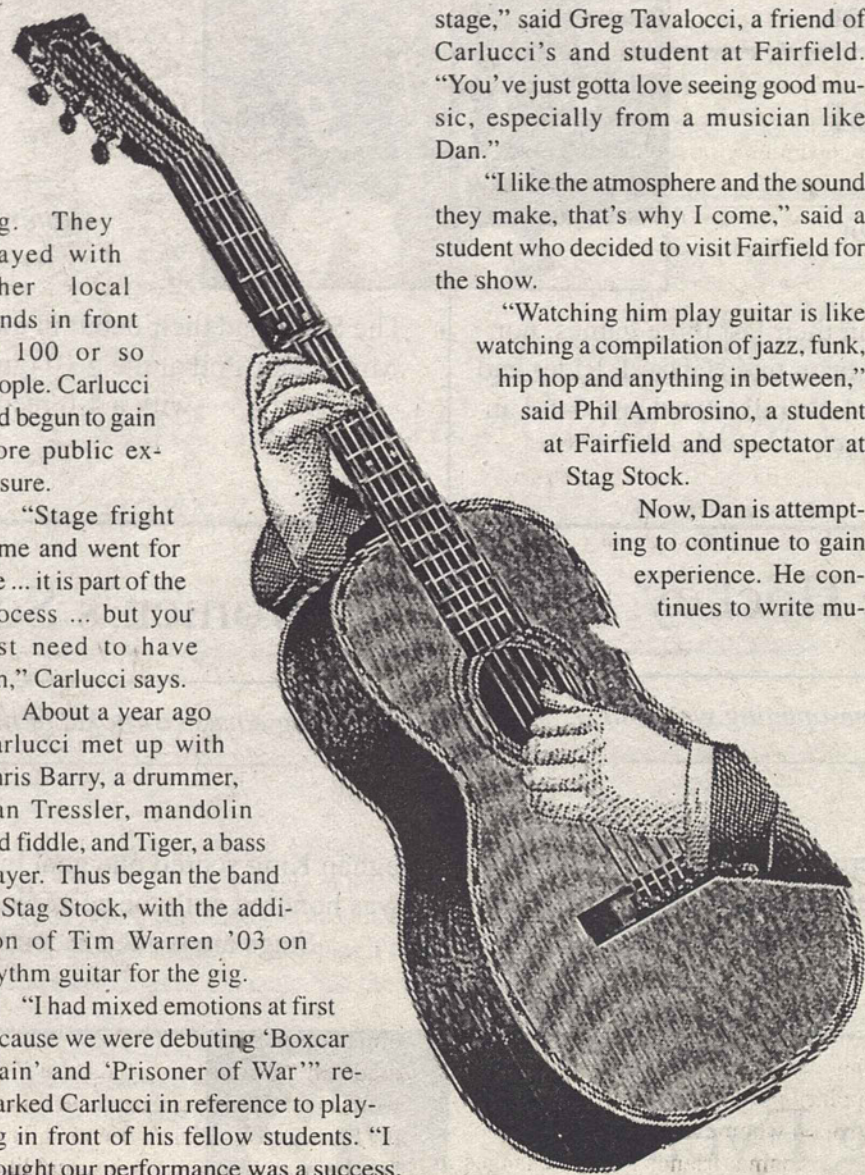 g. They
ayed with
her local
nds in front
100 or so
ople. Carlucci
d begun to gain
ore public ex-
sure.
“Stage fright
me and went for
e ... it is part of the
ocess ... but you
st need to have
n,” Carlucci says.
About a year ago
arlucci met up with
hris Barry, a drummer,
an Tressler, mandolin
d fiddle, and Tiger, a bass
ayer. Thus began the band
Stag Stock, with the addi-
on of Tim Warren '03 on
ythm guitar for the gig.
“I had mixed emotions at first
cause we were debuting ‘Boxcar
ain’ and ‘Prisoner of War’” re-
arked Carlucci in reference to play-
g in front of his fellow students. “I
ought our performance was a success.
stage,” said Greg Tavalocci, a friend of
Carlucci's and student at Fairfield.
“You've just gotta love seeing good mu-
sic, especially from a musician like
Dan.”
“I like the atmosphere and the sound
they make, that's why I come,” said a
student who decided to visit Fairfield for
the show.
“Watching him play guitar is like
watching a compilation of jazz, funk,
hip hop and anything in between,”
said Phil Ambrosino, a student
at Fairfield and spectator at
Stag Stock.
Now, Dan is attempt-
ing to continue to gain
experience. He con-
tinues to write mu-